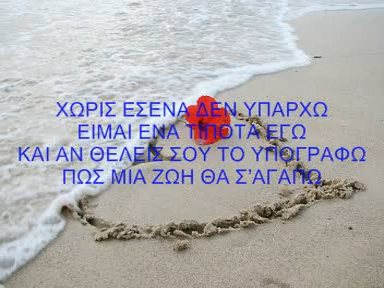 ΧΩΡΙΣ ΕΣΕΝΑ ΔΕΝ ΥΠΑΡΧΩ
ΕΙΜΑΙ ΕΝΑ ΤΙΠΟΤΑ ΕΓΩ
ΚΑΙ ΑΝ ΘΕΛΕΙΣ ΣΟΥ ΤΟ ΥΠΟΓΡΑΦΩ
ΠΩΣ ΜΙΑ ΖΩΗ ΘΑ Σ'ΑΓΑΠΩ